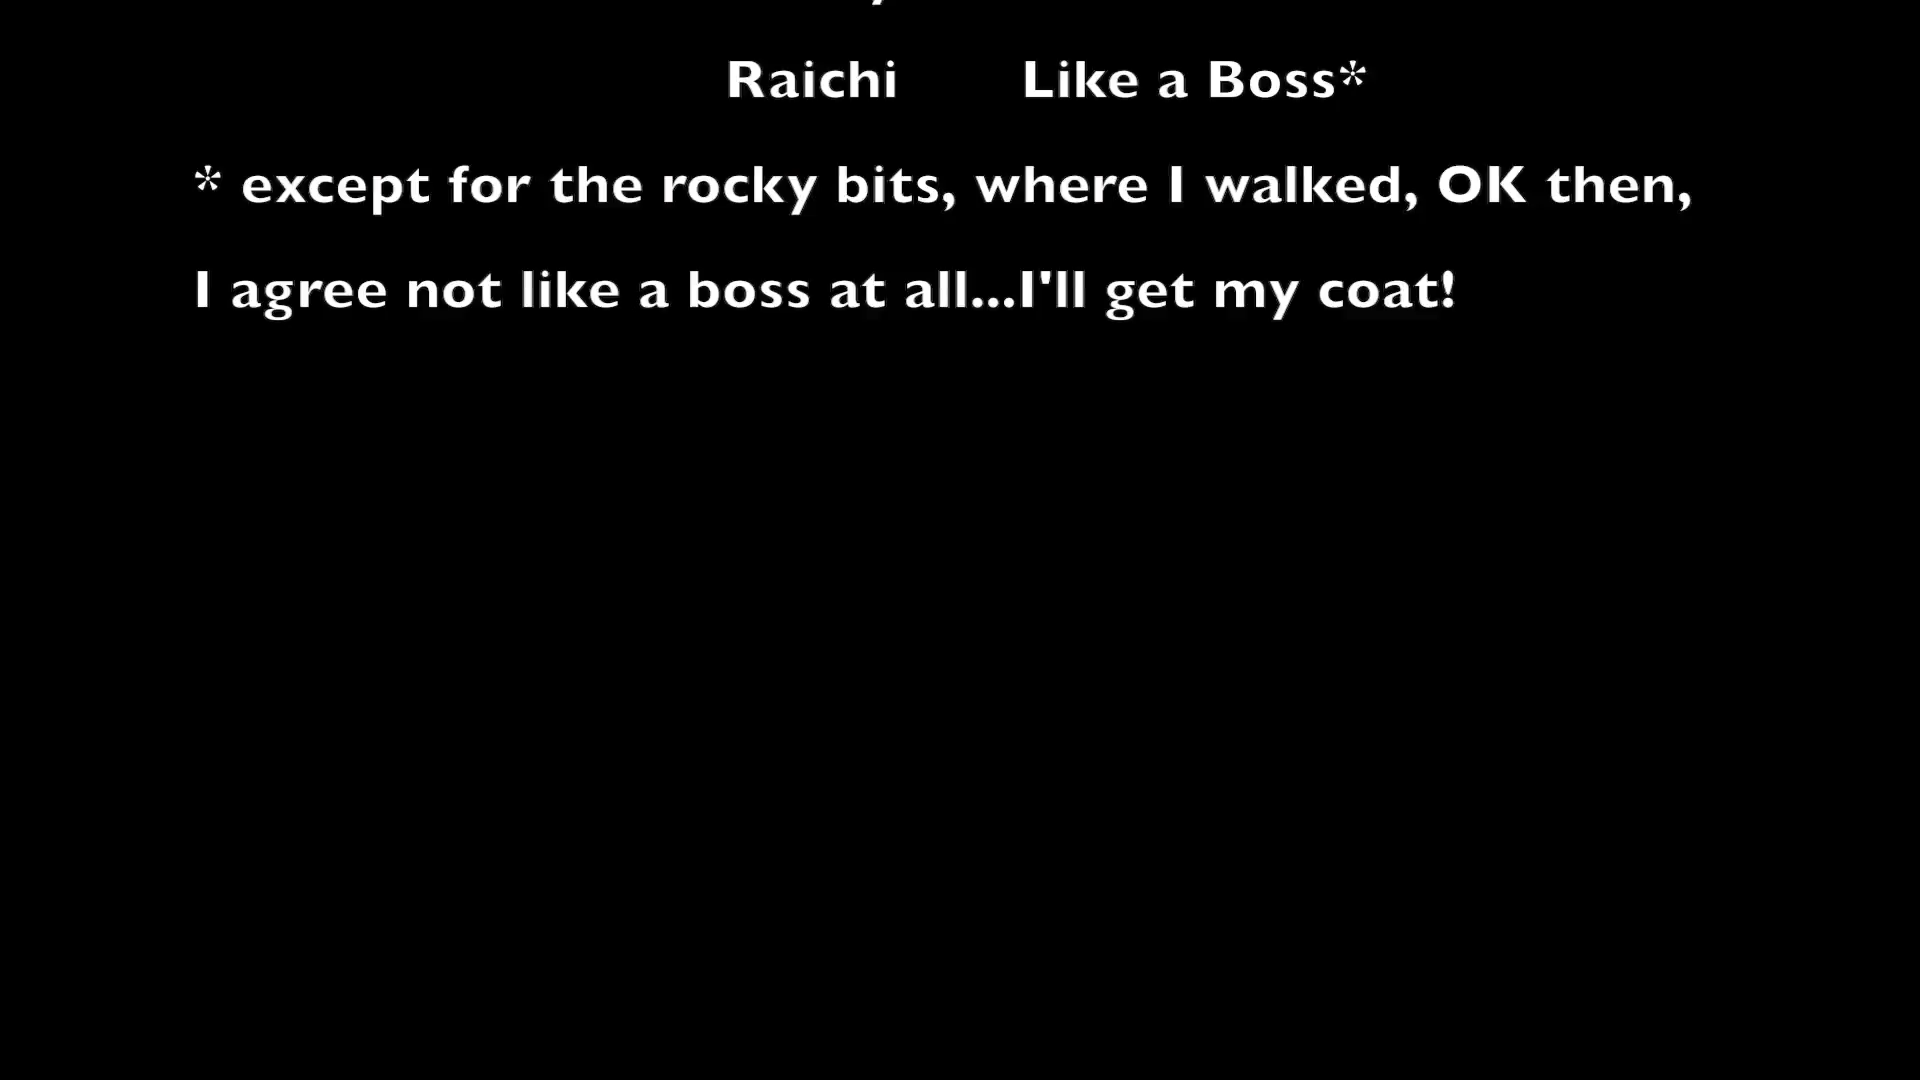 Raichi Like a Boss*
* except for the rocky bits, where I walked, OK then,
I agree not like a boss at all...I'll get my coat!